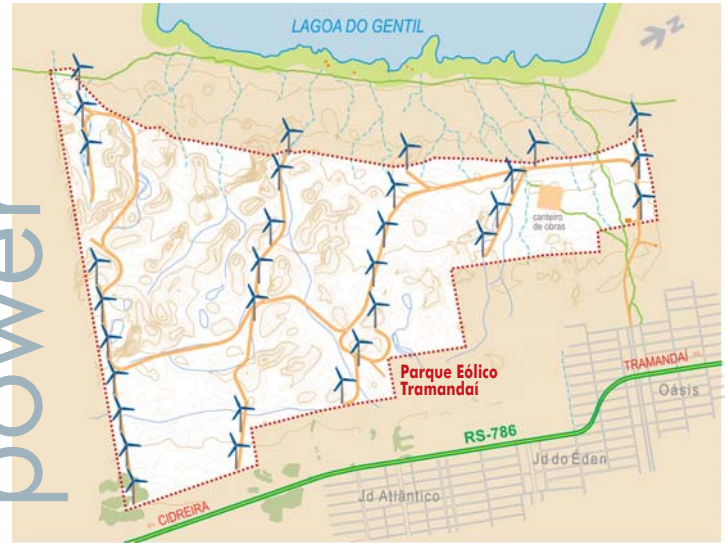 LAGOA DO GENTIL
N
canteiro
de obras
power
Parque Eólico
Tramandaí
TRAMANDAÍ
Oásis
RS-786
Jd do Éden
Jd Atlântico
CIDREIRA